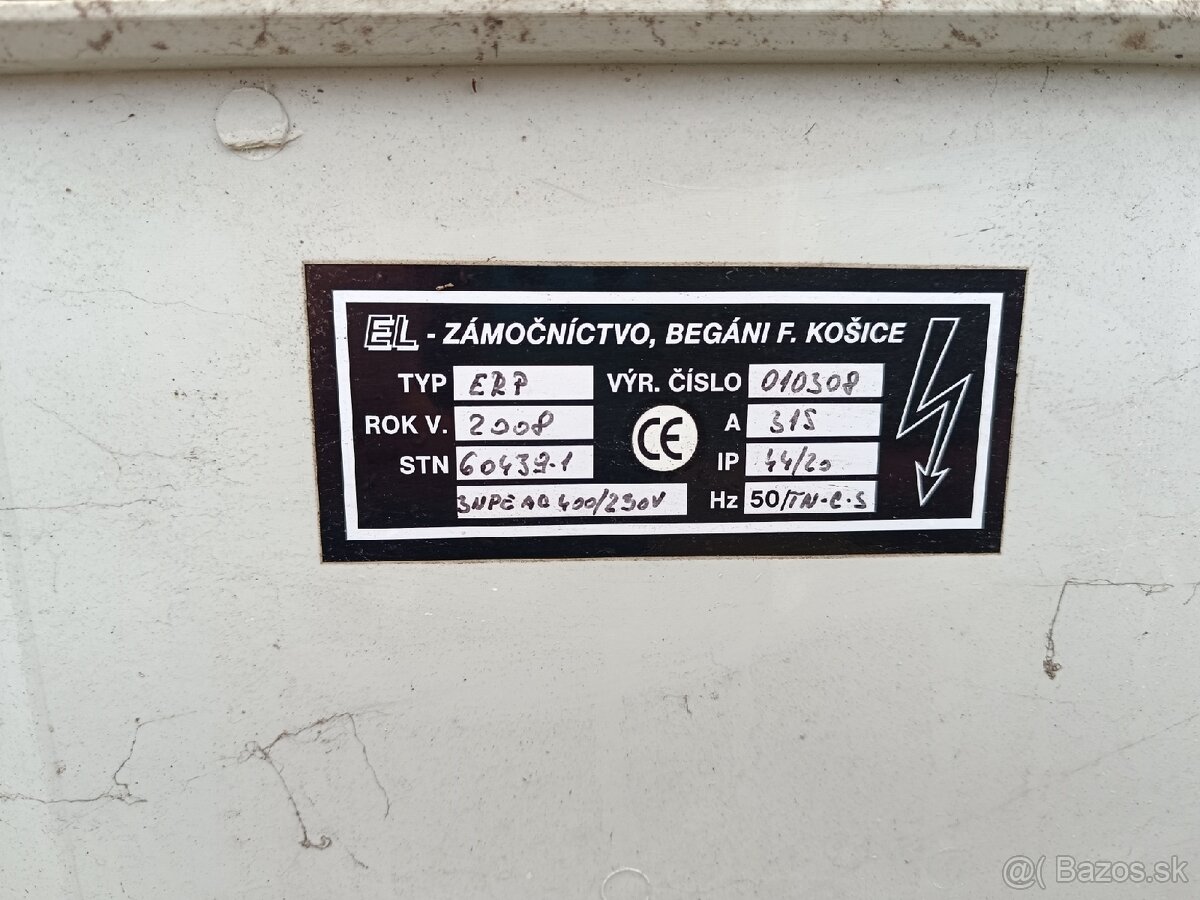 EL - ZÁMOČNÍCTVO, BEGÁNI F. KOŠICE
TYP ERP VÝR. ČÍSLO 010308
ROK V. 2008 CE A 315
STN 60439-1 IP 44/20
3NPE AC 400/230V Hz 50/TN-C-S
@( Bazos.sk